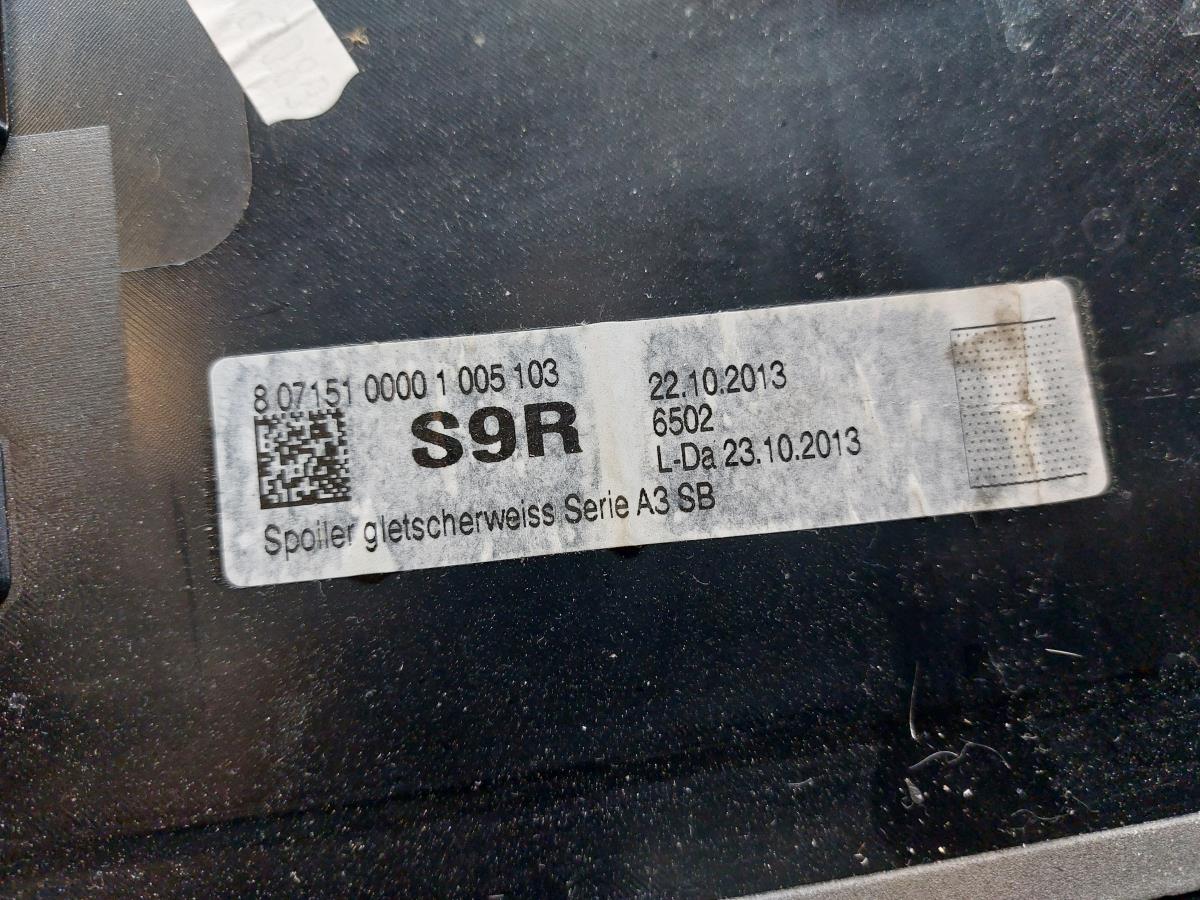 8 07151 0000 1 005 103
S9R
Spoiler gletscherweiss Serie A3 SB
22.10.2013
6502
L-Da 23.10.2013